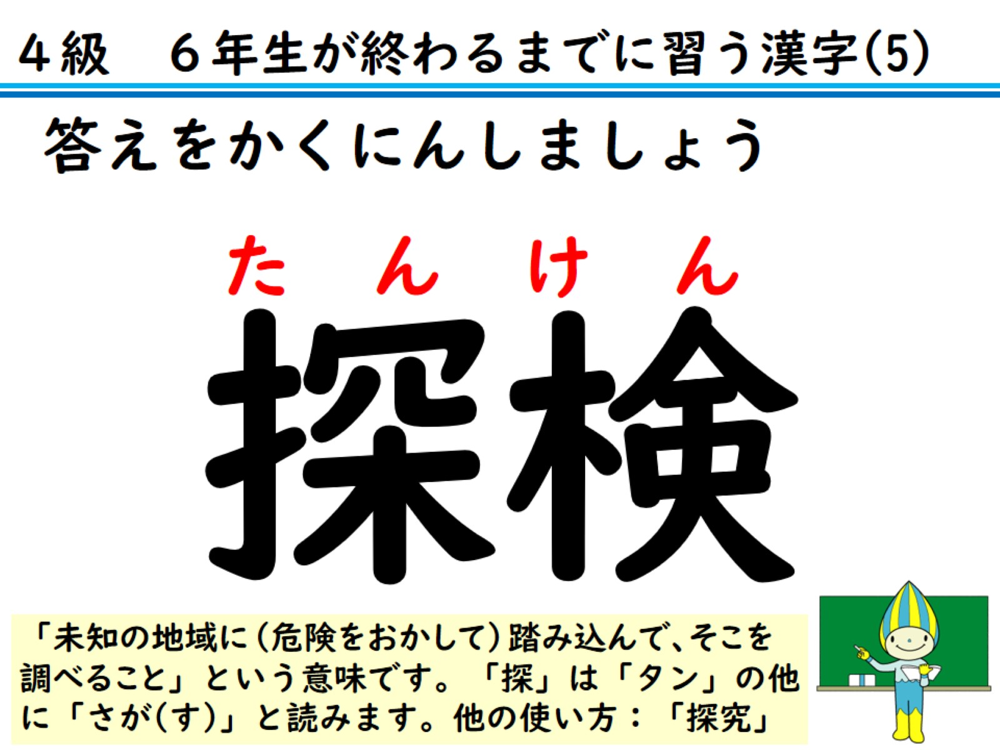 ４級　６年生が終わるまでに習う漢字(5)
答えをかくにんしましょう
たんけん
探検
「未知の地域に(危険をおかして)踏み込んで、そこを
調べること」という意味です。「探」は「タン」の他
に「さが(す)」と読みます。他の使い方：「探究」